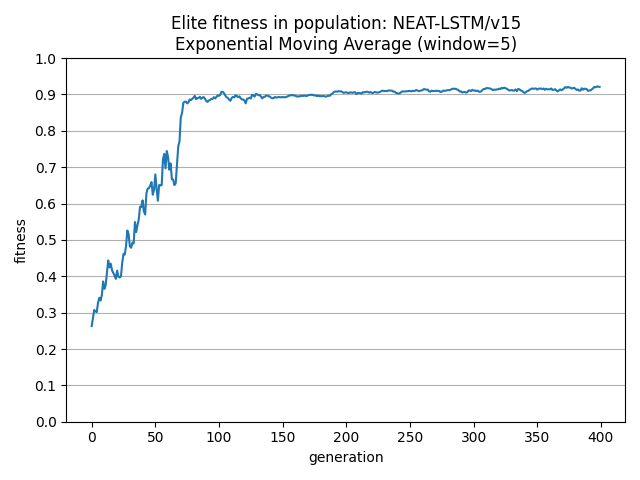 Elite fitness in population: NEAT-LSTM/v15
Exponential Moving Average (window=5)
1.0
0.9
0.8
0.7
0.6
0.5
0.4
0.3
0.2
0.1
0.0
fitness
0 50 100 150 200 250 300 350 400
generation